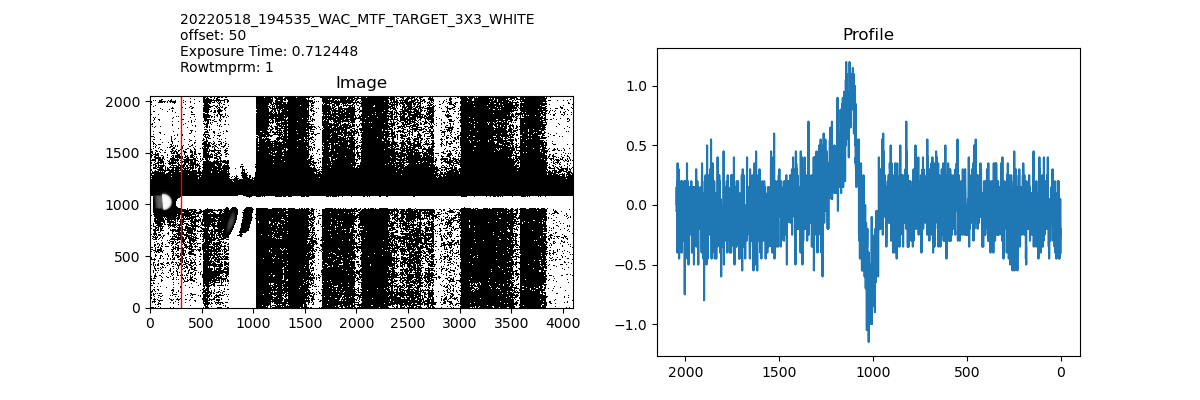 20220518_194535_WAC_MTF_TARGET_3X3_WHITE
offset: 50
Exposure Time: 0.712448
Rowtmprm: 1
Image
2000
1500
1000
500
0
0 500 1000 1500 2000 2500 3000 3500 4000
Profile
1.0
0.5
0.0
−0.5
−1.0
2000 1500 1000 500 0